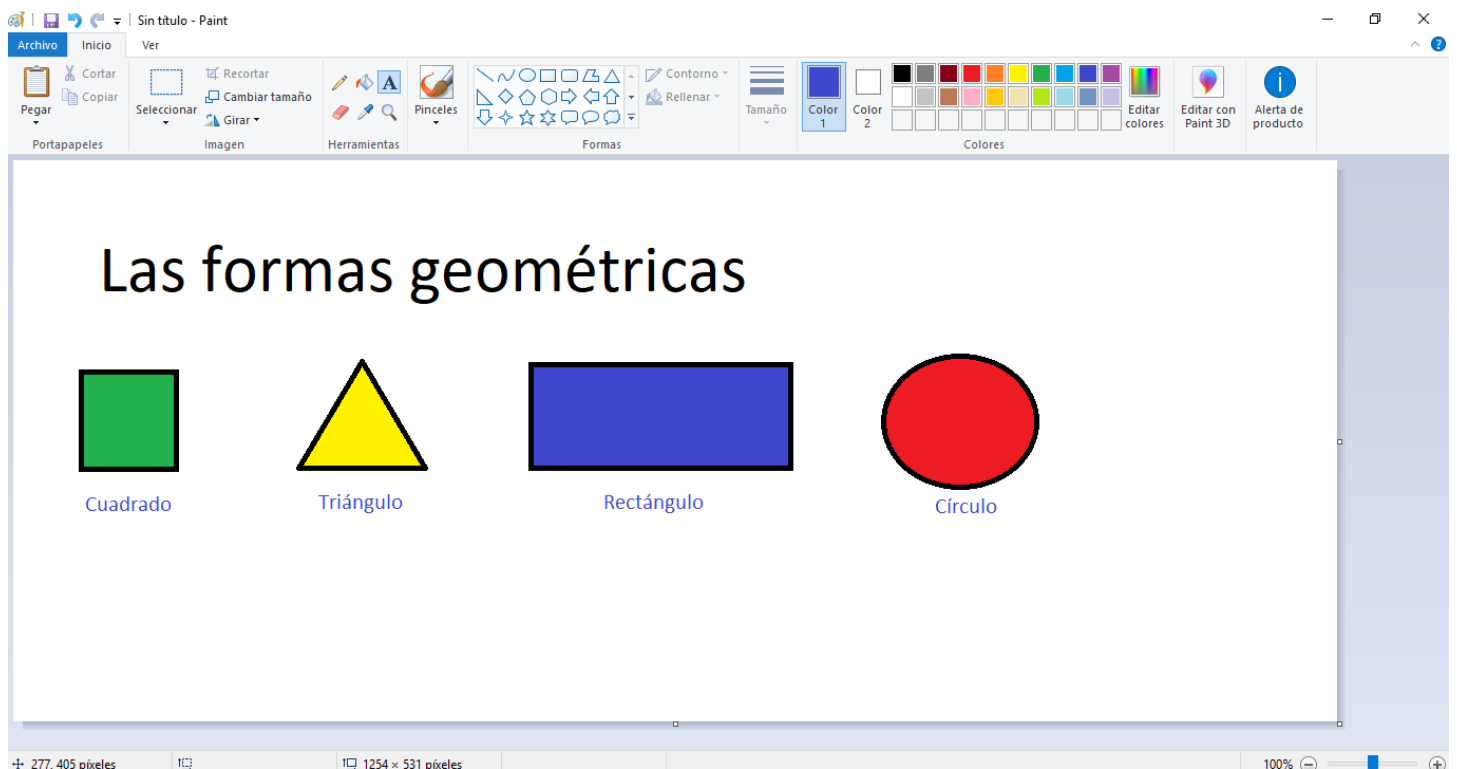 Sin título - Paint
Archivo Inicio Ver
Pegar
Cortar
Copiar
Portapapeles
Seleccionar
Recortar
Cambiar tamaño
Girar
Imagen
A
Herramientas
Pinceles
Contorno
Rellenar
Formas
Tamaño
Color 1
Color 2
Editar colores
Colores
Editar con Paint 3D
Alerta de producto
Las formas geométricas
Cuadrado Triángulo Rectángulo Círculo
277, 405 píxeles 1254 × 531 píxeles 100%